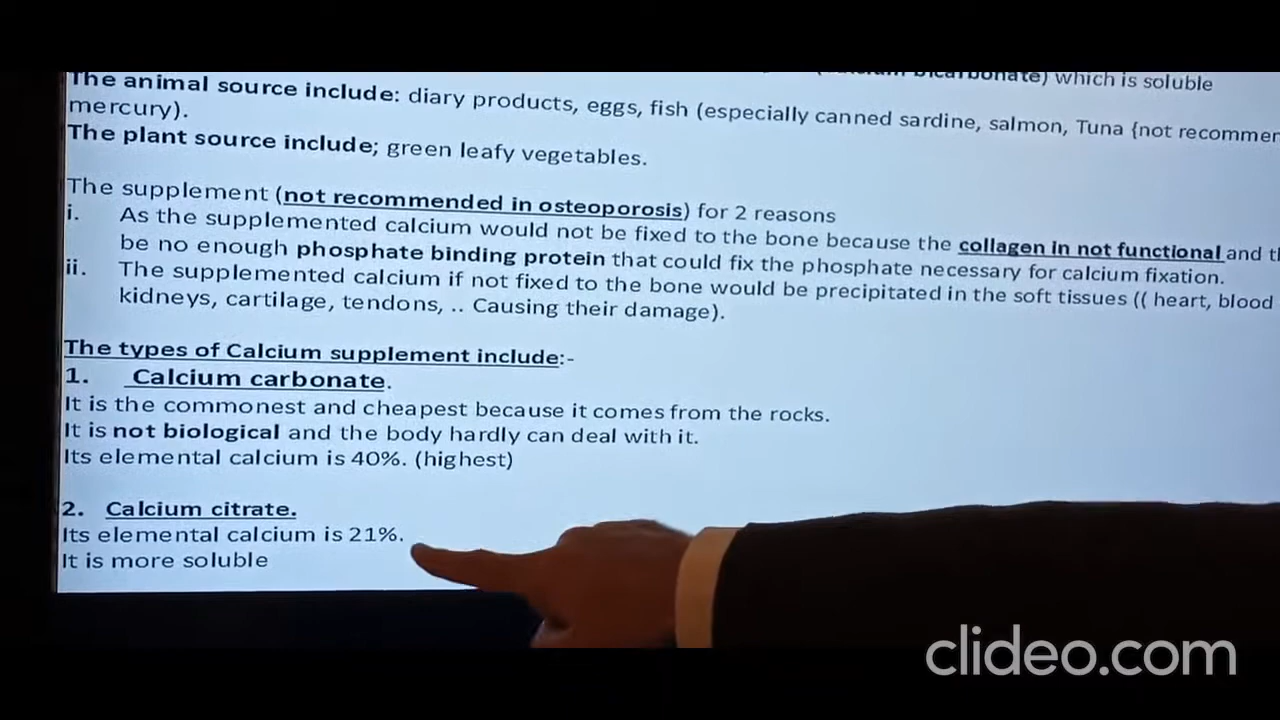 bicarbonate) which is soluble
The animal source include: diary products, eggs, fish (especially canned sardine, salmon, Tuna {not recommen
mercury).
The plant source include; green leafy vegetables.
The supplement (not recommended in osteoporosis) for 2 reasons
i. As the supplemented calcium would not be fixed to the bone because the collagen in not functional and th
be no enough phosphate binding protein that could fix the phosphate necessary for calcium fixation.
ii. The supplemented calcium if not fixed to the bone would be precipitated in the soft tissues (( heart, blood
kidneys, cartilage, tendons, .. Causing their damage).
The types of Calcium supplement include:-
1. Calcium carbonate.
It is the commonest and cheapest because it comes from the rocks.
It is not biological and the body hardly can deal with it.
Its elemental calcium is 40%. (highest)
2. Calcium citrate.
Its elemental calcium is 21%.
It is more soluble
clideo.com